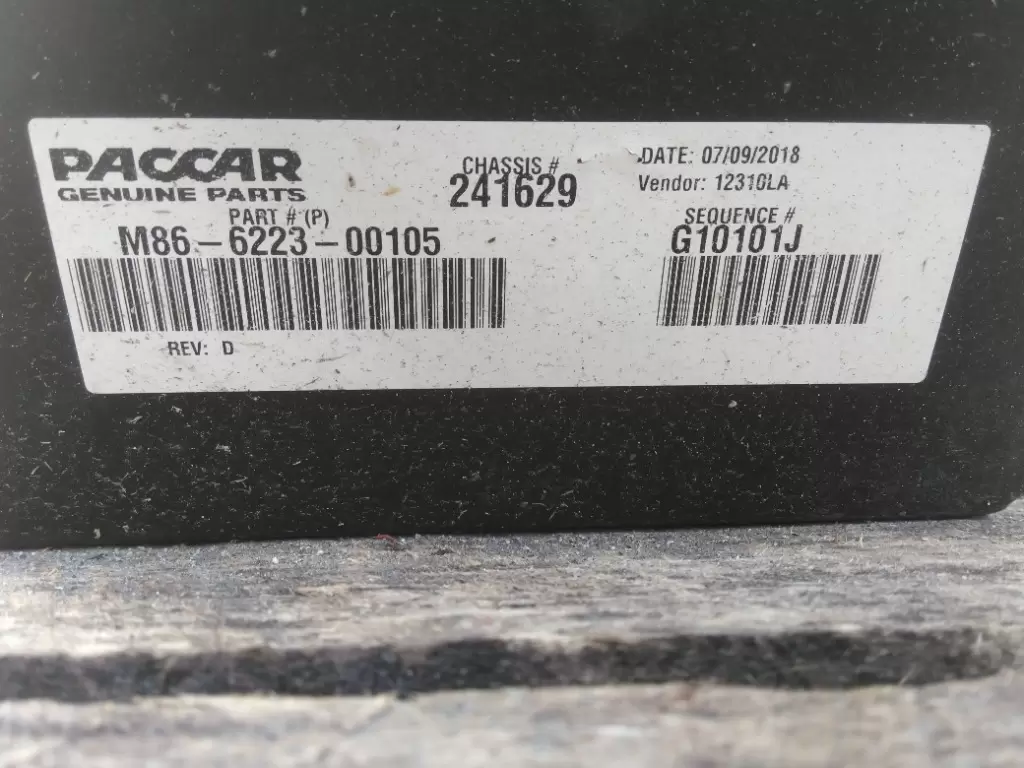 PACCAR
GENUINE PARTS
PART # (P)
M86-6223-00105
REV: D
CHASSIS #
241629
DATE: 07/09/2018
Vendor: 12310LA
SEQUENCE #
G10101J